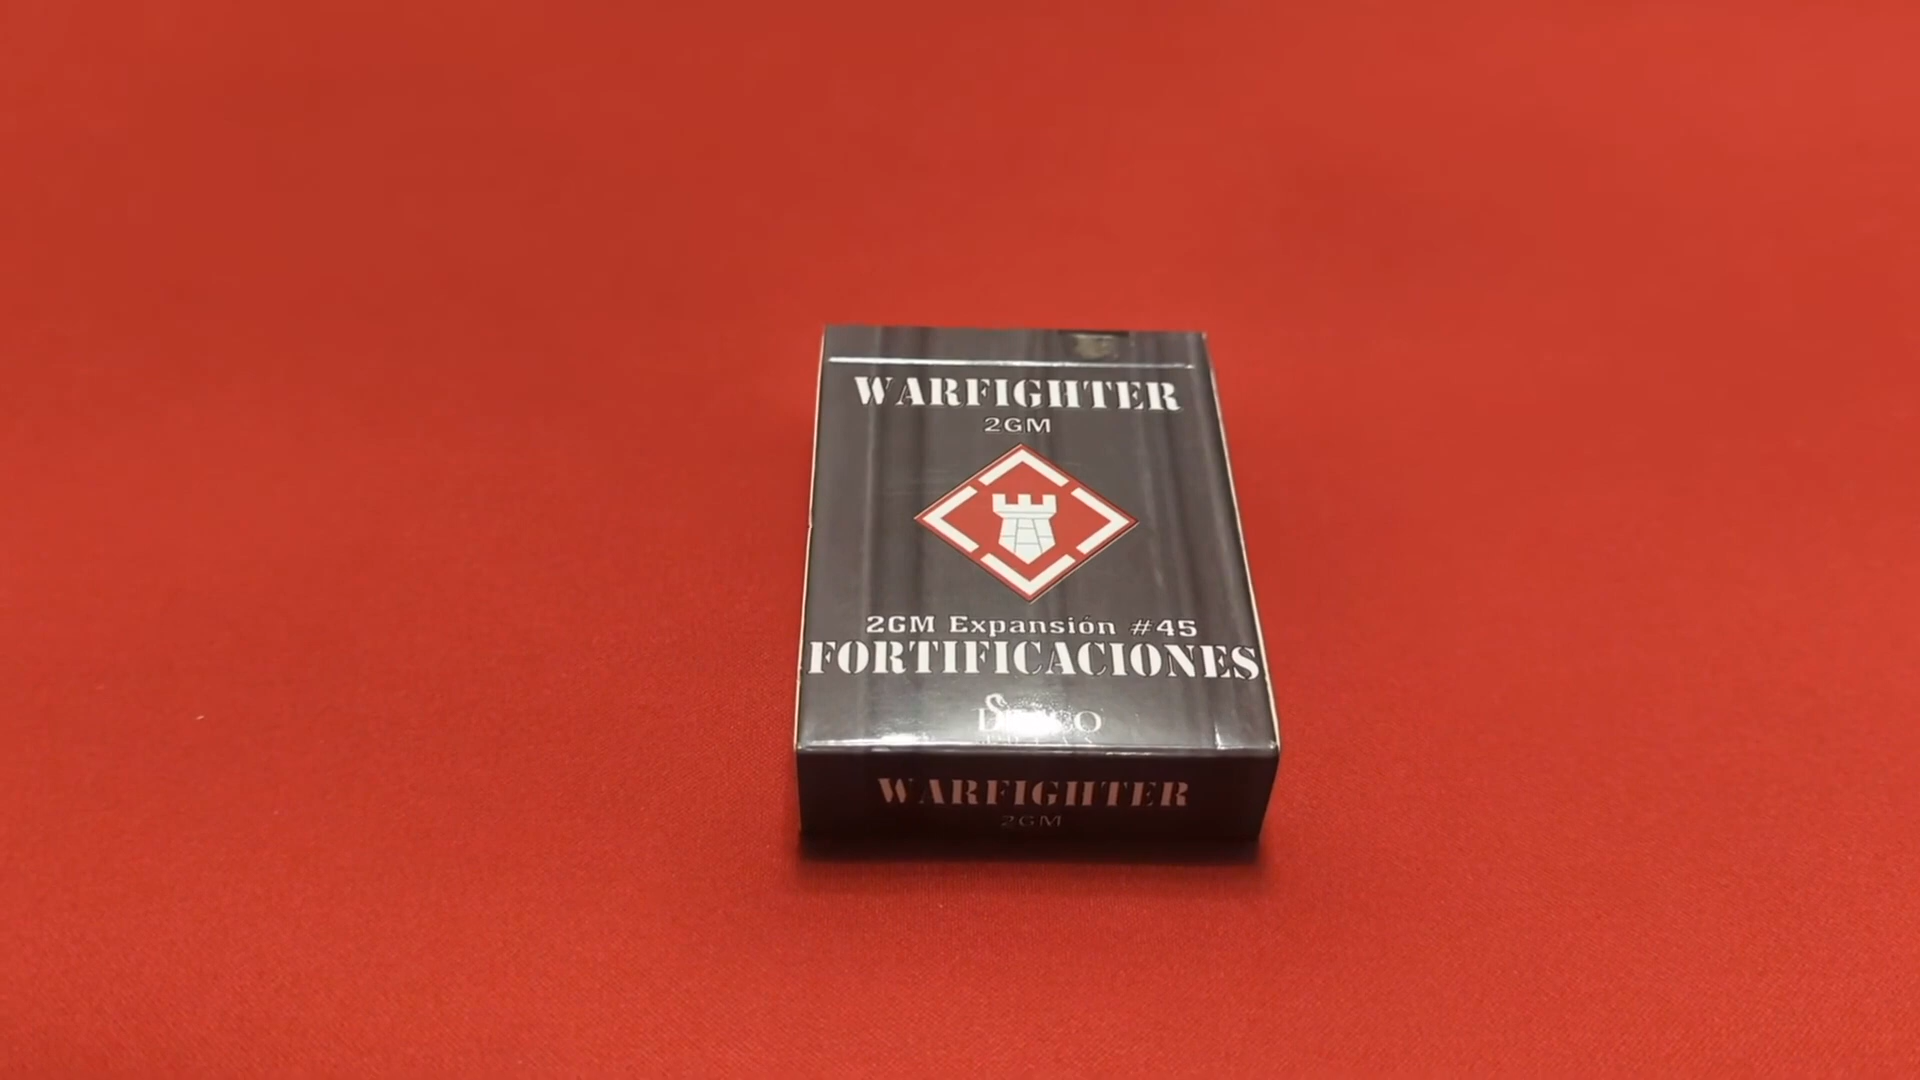 WARFIGHTER
2GM
2GM Expansión #45
FORTIFICACIONES
WARFIGHTER
2GM